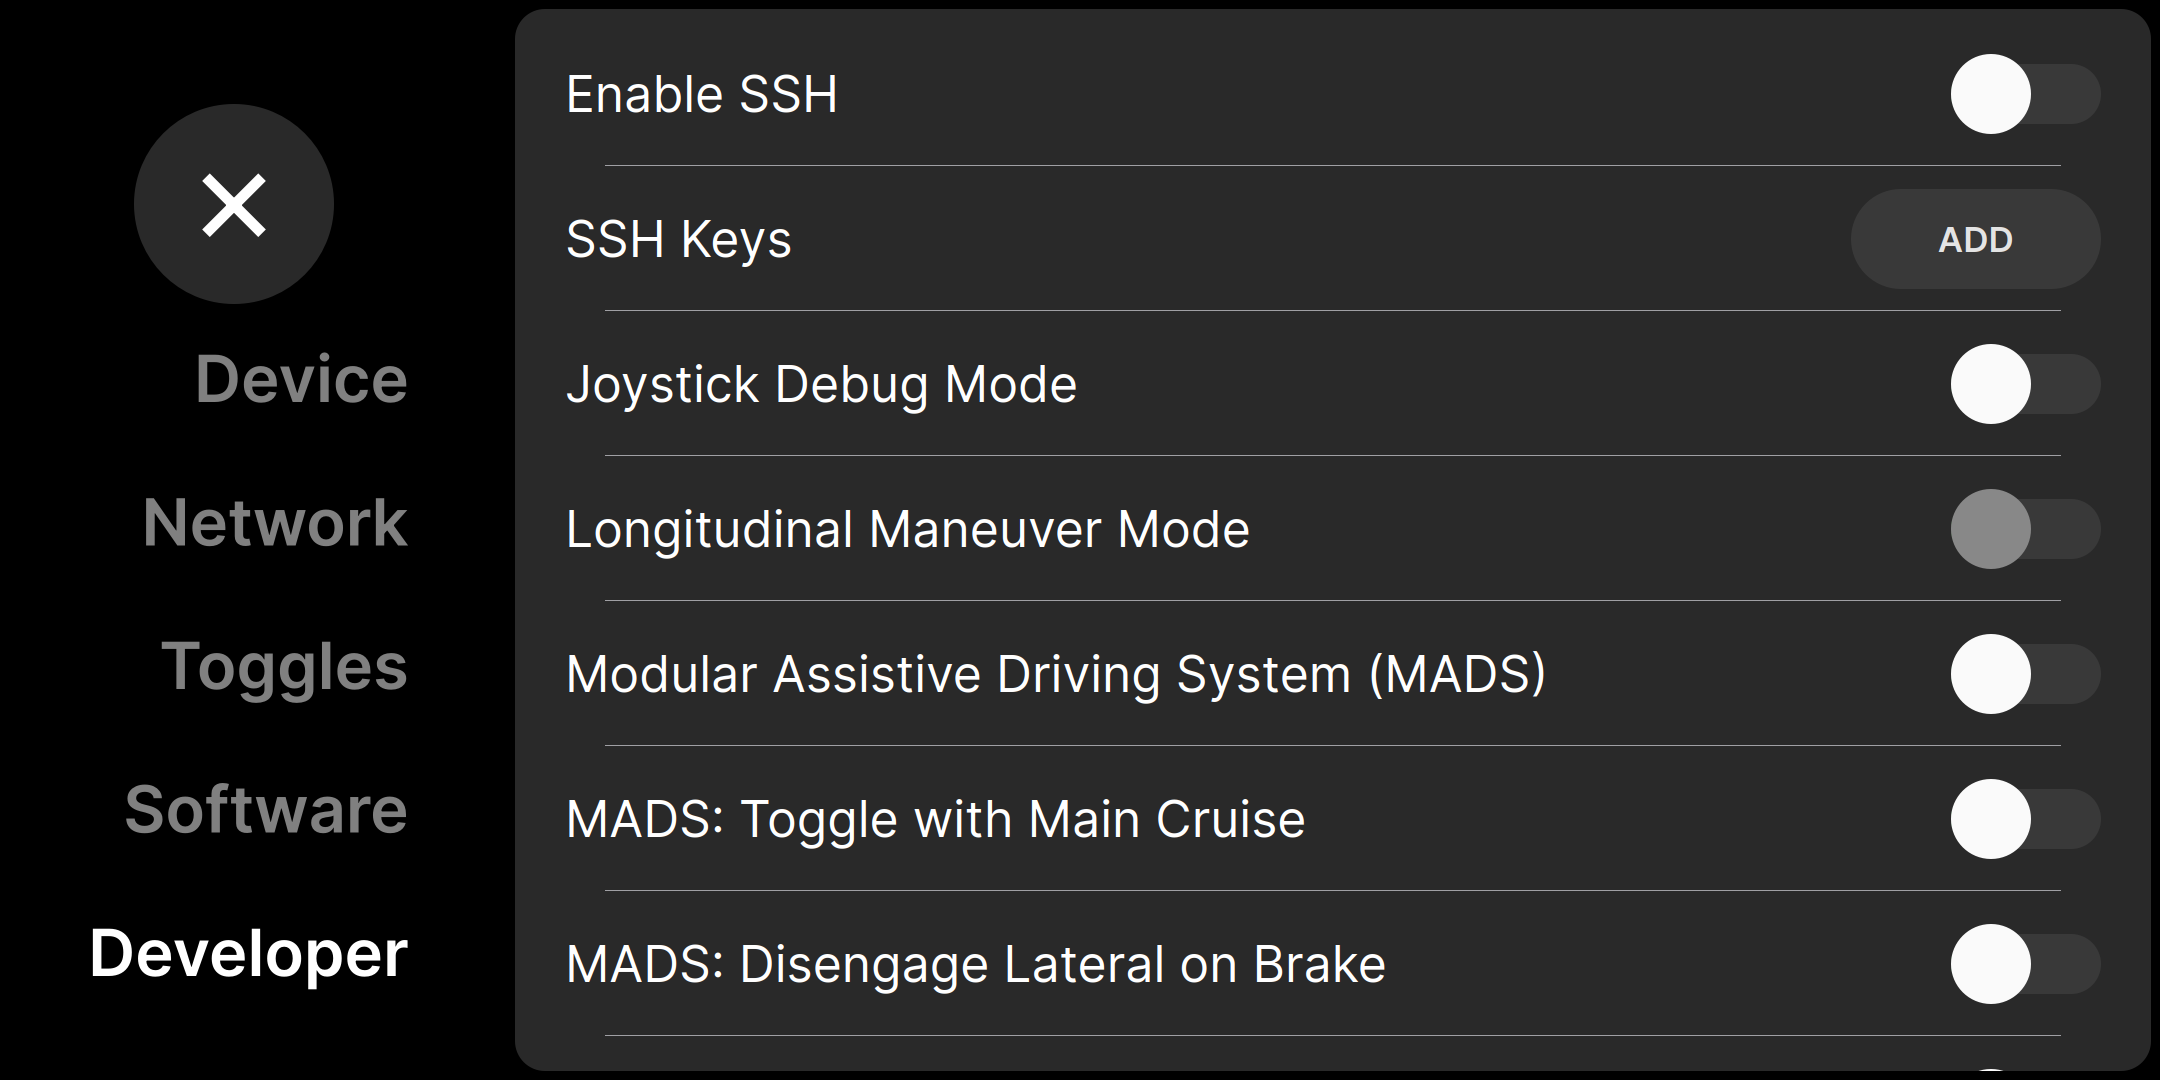 Device
Network
Toggles
Software
Developer
Enable SSH
SSH Keys
ADD
Joystick Debug Mode
Longitudinal Maneuver Mode
Modular Assistive Driving System (MADS)
MADS: Toggle with Main Cruise
MADS: Disengage Lateral on Brake